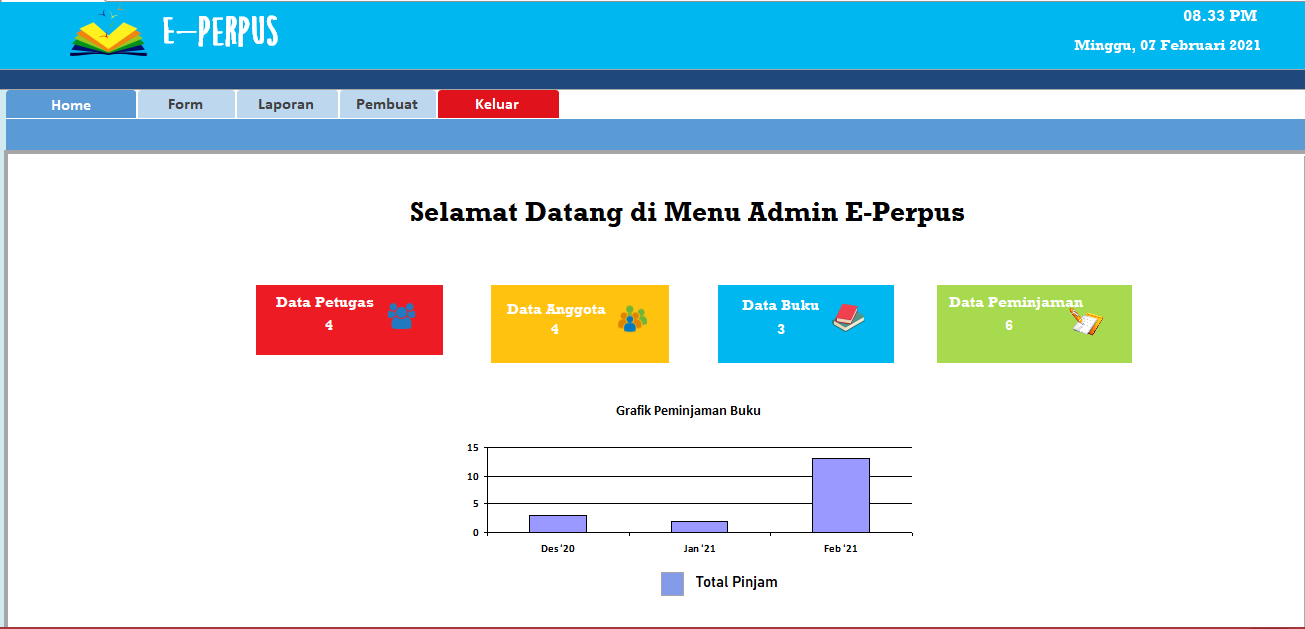 E-PERPUS
08.33 PM
Minggu, 07 Februari 2021
Home
Form
Laporan
Pembuat
Keluar
Selamat Datang di Menu Admin E-Perpus
Data Petugas
4
Data Anggota
4
Data Buku
3
Data Peminjaman
6
Grafik Peminjaman Buku
15
10
5
0
Des '20
Jan '21
Feb '21
Total Pinjam